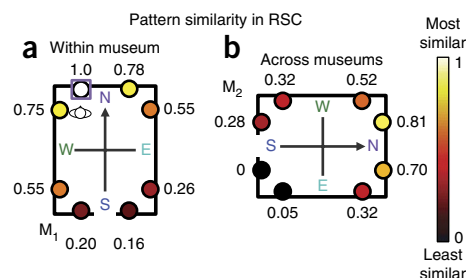 Pattern similarity in RSC
a
Within museum
1.0
0.78
0.75
0.55
N
W
E
S
0.55
0.26
M1
0.20
0.16
b
Across museums
M2
0.32
0.52
0.28
0.81
W
S
N
E
0
0.70
0.05
0.32
Most
similar
1
0
Least
similar